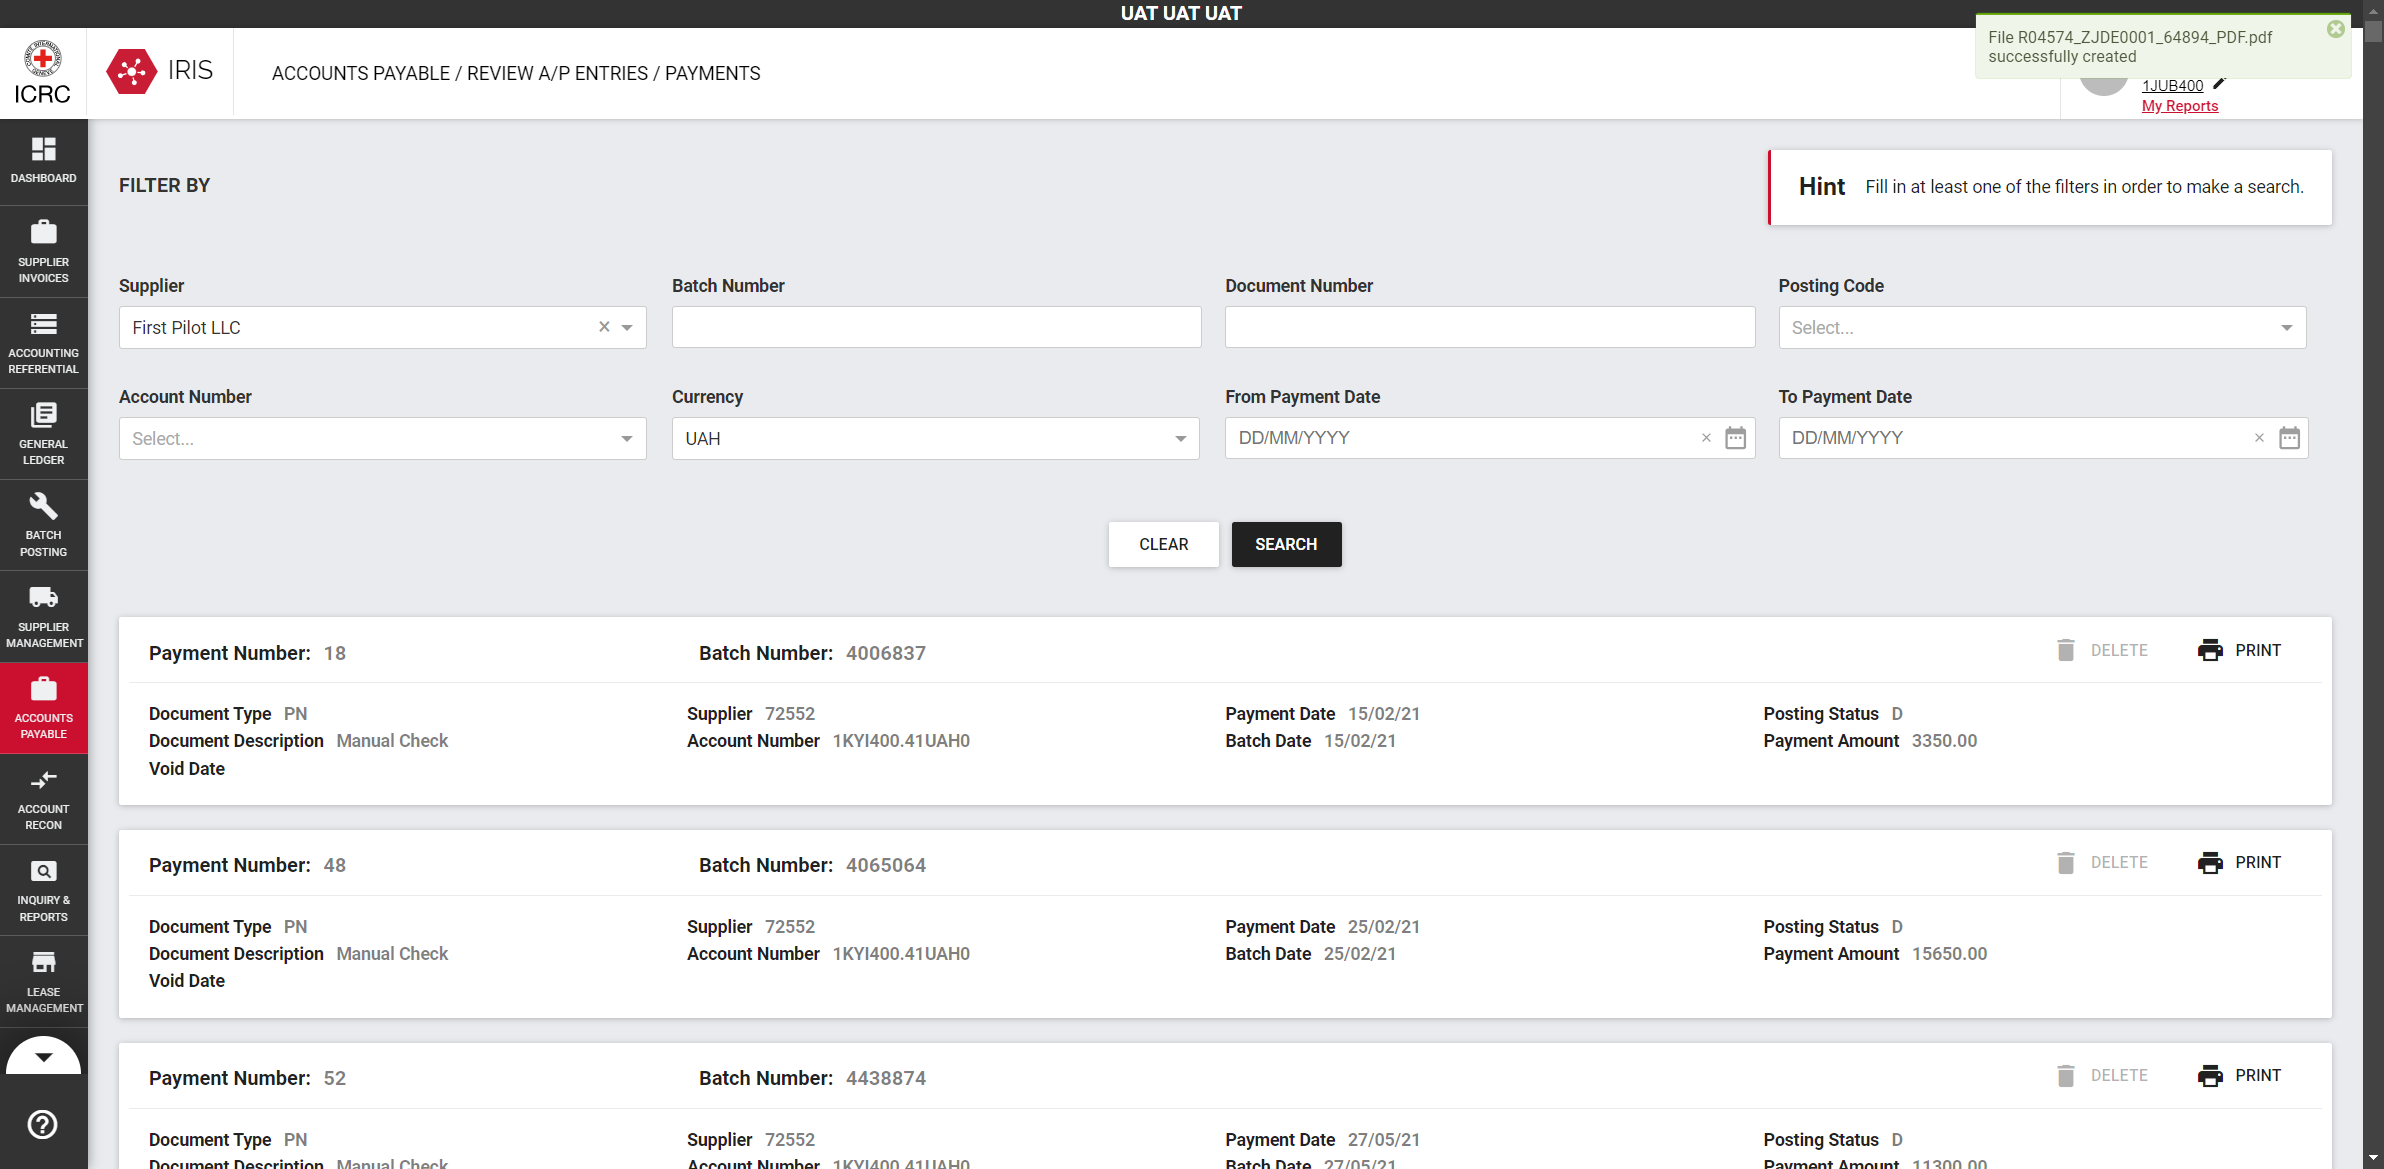 UAT UAT UAT
ICRC
IRIS
ACCOUNTS PAYABLE / REVIEW A/P ENTRIES / PAYMENTS
File R04574_ZJDE0001_64894_PDF.pdf
successfully created
1JUB400
My Reports
DASHBOARD
SUPPLIER
INVOICES
ACCOUNTING
REFERENTIAL
GENERAL
LEDGER
BATCH
POSTING
SUPPLIER
MANAGEMENT
ACCOUNTS
PAYABLE
ACCOUNT
RECON
INQUIRY &
REPORTS
LEASE
MANAGEMENT
FILTER BY
Hint Fill in at least one of the filters in order to make a search.
Supplier Batch Number Document Number Posting Code
First Pilot LLC Select...
Account Number Currency From Payment Date To Payment Date
Select... UAH DD/MM/YYYY DD/MM/YYYY
CLEAR SEARCH
Payment Number: 18 Batch Number: 4006837 DELETE PRINT
Document Type PN Supplier 72552 Payment Date 15/02/21 Posting Status D
Document Description Manual Check Account Number 1KYI400.41UAH0 Batch Date 15/02/21 Payment Amount 3350.00
Void Date
Payment Number: 48 Batch Number: 4065064 DELETE PRINT
Document Type PN Supplier 72552 Payment Date 25/02/21 Posting Status D
Document Description Manual Check Account Number 1KYI400.41UAH0 Batch Date 25/02/21 Payment Amount 15650.00
Void Date
Payment Number: 52 Batch Number: 4438874 DELETE PRINT
Document Type PN Supplier 72552 Payment Date 27/05/21 Posting Status D
Document Description Manual Check Account Number 1KYI400.41UAH0 Batch Date 27/05/21 Payment Amount 11300.00